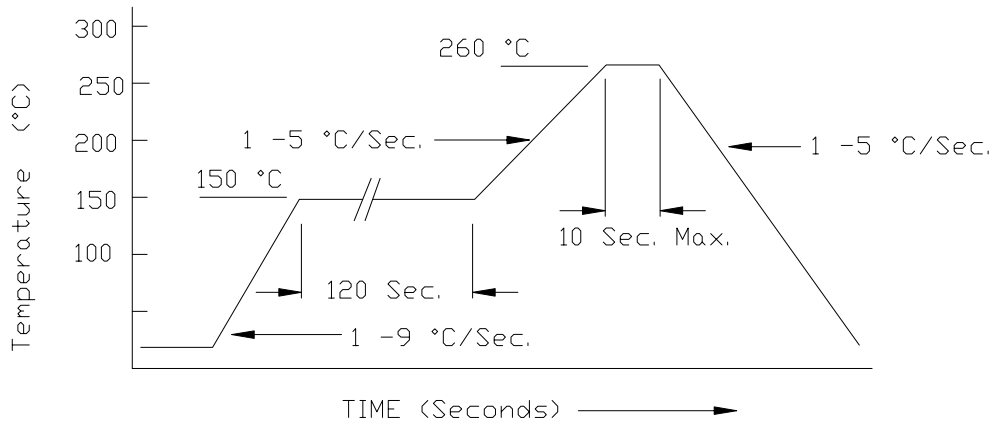 300
260 °C
250
Temperature (°C)
200
1 -5 °C/Sec.
1 -5 °C/Sec.
150 °C
150
10 Sec. Max.
100
120 Sec.
1 -9 °C/Sec.
TIME (Seconds)